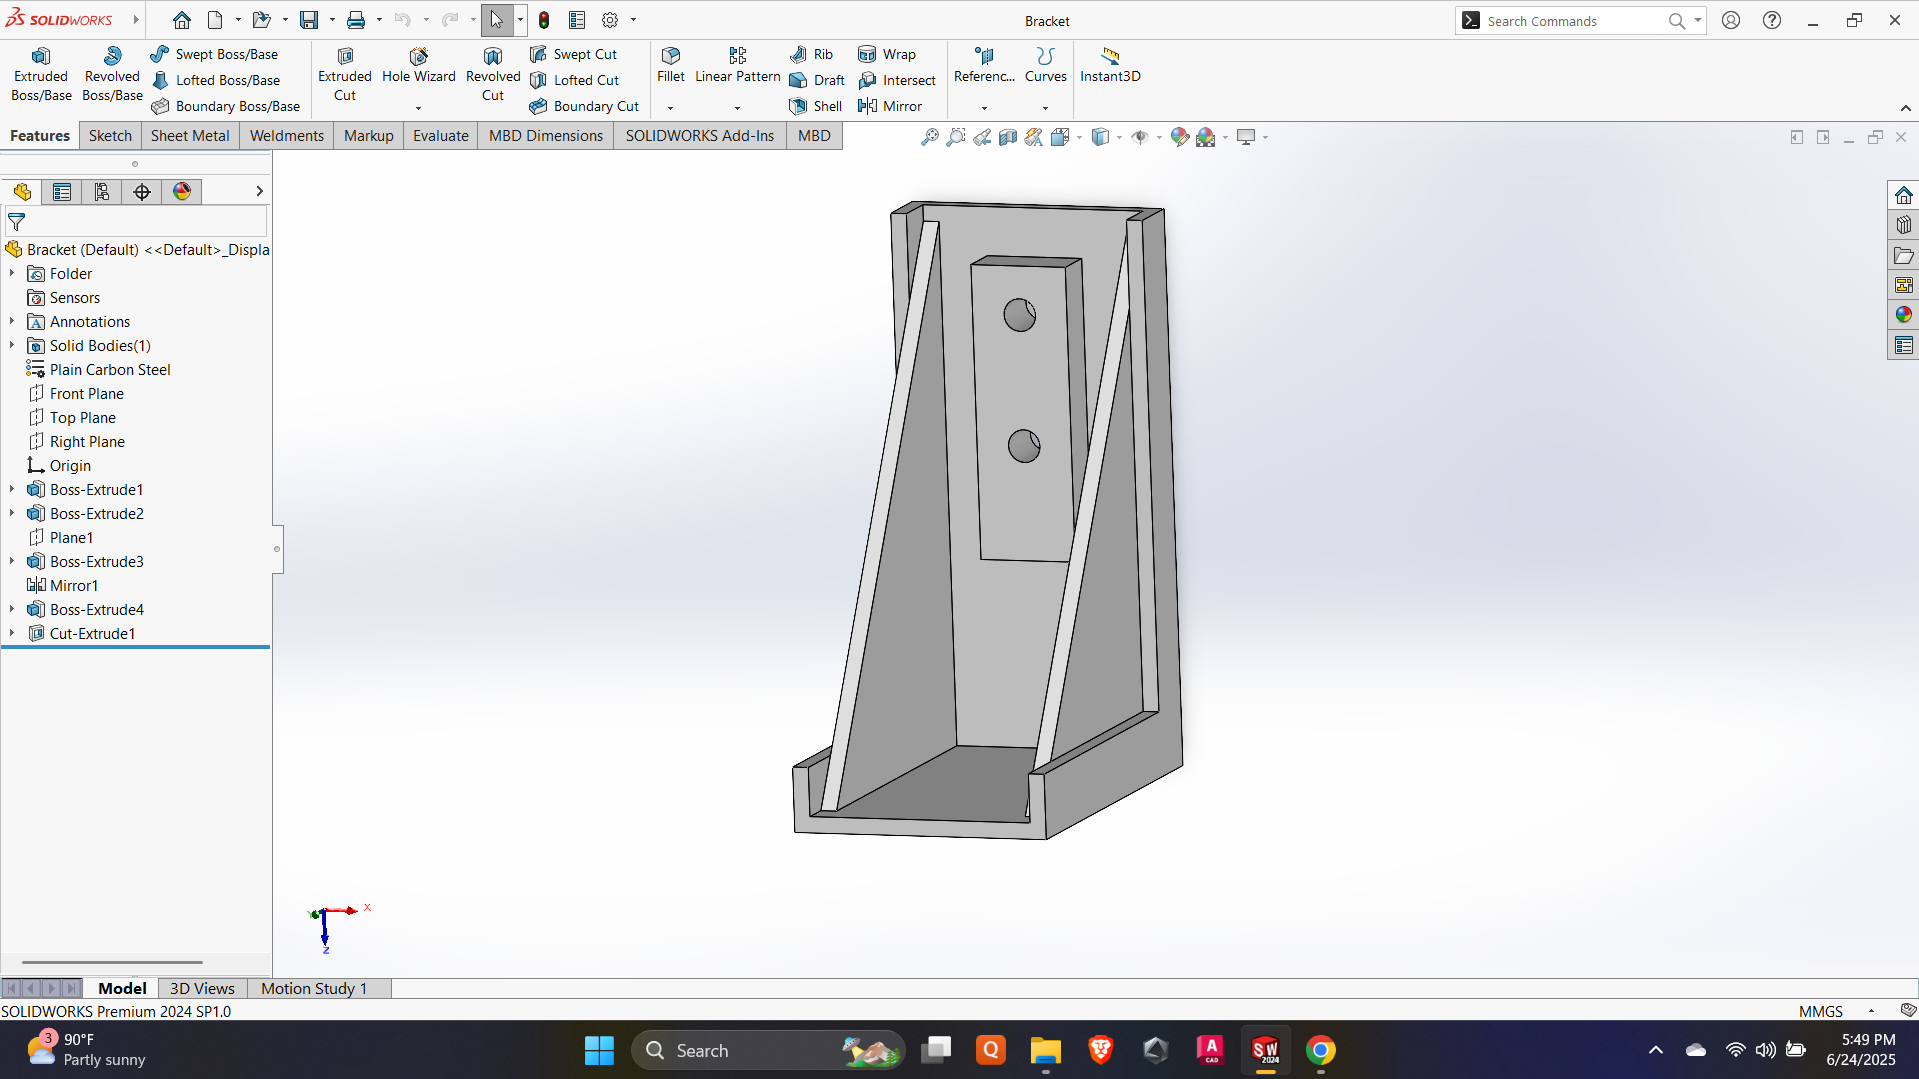 SOLIDWORKS
Bracket
Search Commands
Extruded Boss/Base
Revolved Boss/Base
Swept Boss/Base
Lofted Boss/Base
Boundary Boss/Base
Extruded Cut
Hole Wizard
Revolved Cut
Swept Cut
Lofted Cut
Boundary Cut
Fillet
Linear Pattern
Rib
Draft
Shell
Wrap
Intersect
Mirror
Referenc...
Curves
Instant3D
Features
Sketch
Sheet Metal
Weldments
Markup
Evaluate
MBD Dimensions
SOLIDWORKS Add-Ins
MBD
Bracket (Default) <<Default>_Displa
Folder
Sensors
Annotations
Solid Bodies(1)
Plain Carbon Steel
Front Plane
Top Plane
Right Plane
Origin
Boss-Extrude1
Boss-Extrude2
Plane1
Boss-Extrude3
Mirror1
Boss-Extrude4
Cut-Extrude1
X
Y
Z
Model
3D Views
Motion Study 1
SOLIDWORKS Premium 2024 SP1.0
MMGS
3
90°F
Partly sunny
Search
Q
A
CAD
SW
2024
5:49 PM
6/24/2025